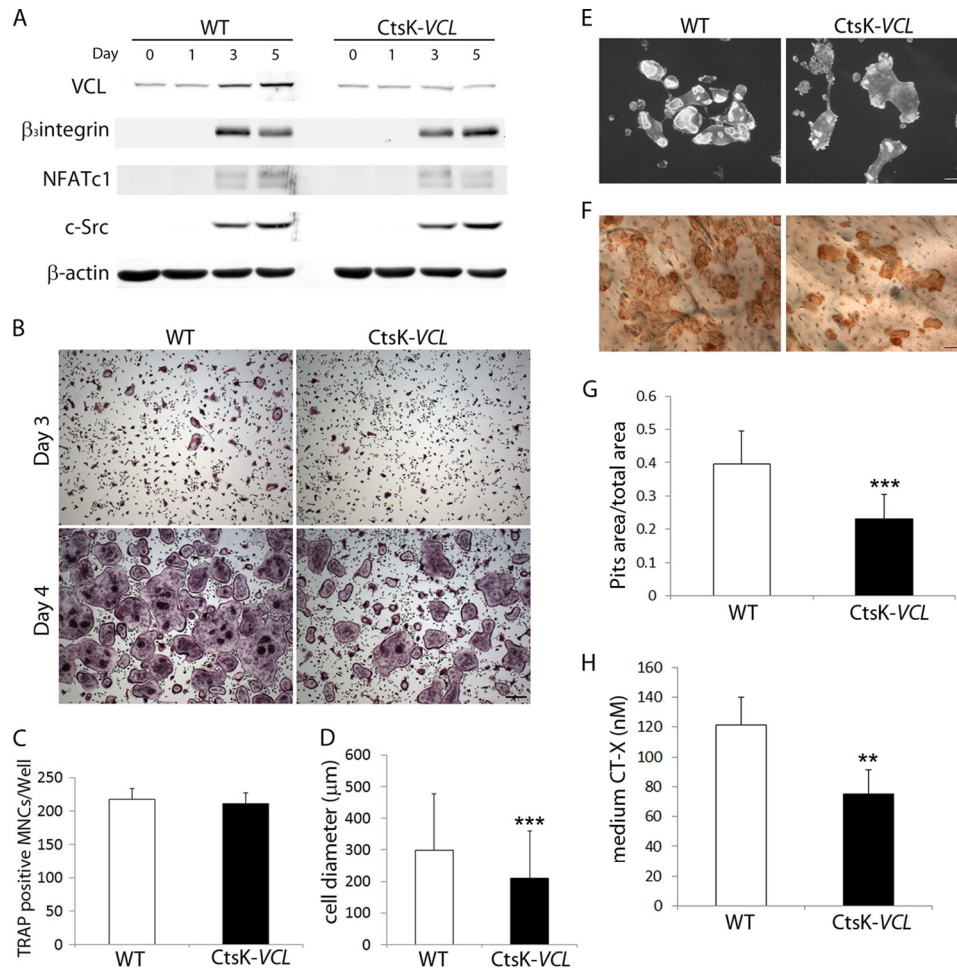 A
WT
CtsK-VCL
Day 0 1 3 5 0 1 3 5
VCL
β₃integrin
NFATc1
c-Src
β-actin
B
WT
CtsK-VCL
Day 3
Day 4
C
TRAP positive MNCs/Well
250
200
150
100
50
0
WT
CtsK-VCL
D
cell diameter (μm)
600
500
400
300
200
100
0
***
WT
CtsK-VCL
E
WT
CtsK-VCL
F
G
Pits area/total area
0.6
0.5
0.4
0.3
0.2
0.1
0
***
WT
CtsK-VCL
H
medium CT-X (nM)
160
140
120
100
80
60
40
20
0
**
WT
CtsK-VCL